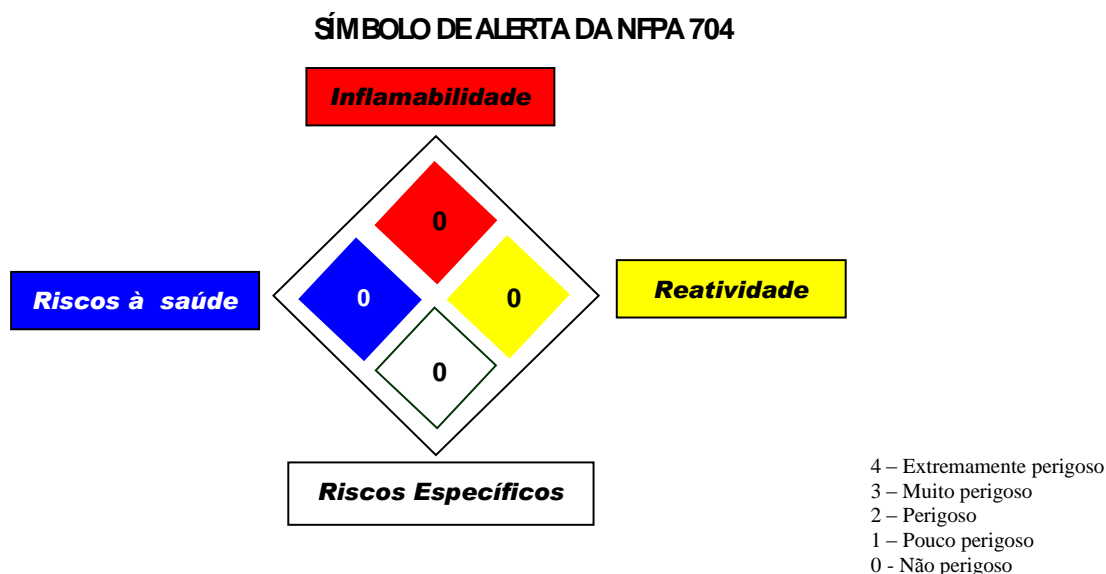 SÍMBOLO DE ALERTA DA NFPA 704
Inflamabilidade
0
Riscos à saúde
0
0
Reatividade
0
Riscos Específicos
4 – Extremamente perigoso
3 – Muito perigoso
2 – Perigoso
1 – Pouco perigoso
0 - Não perigoso